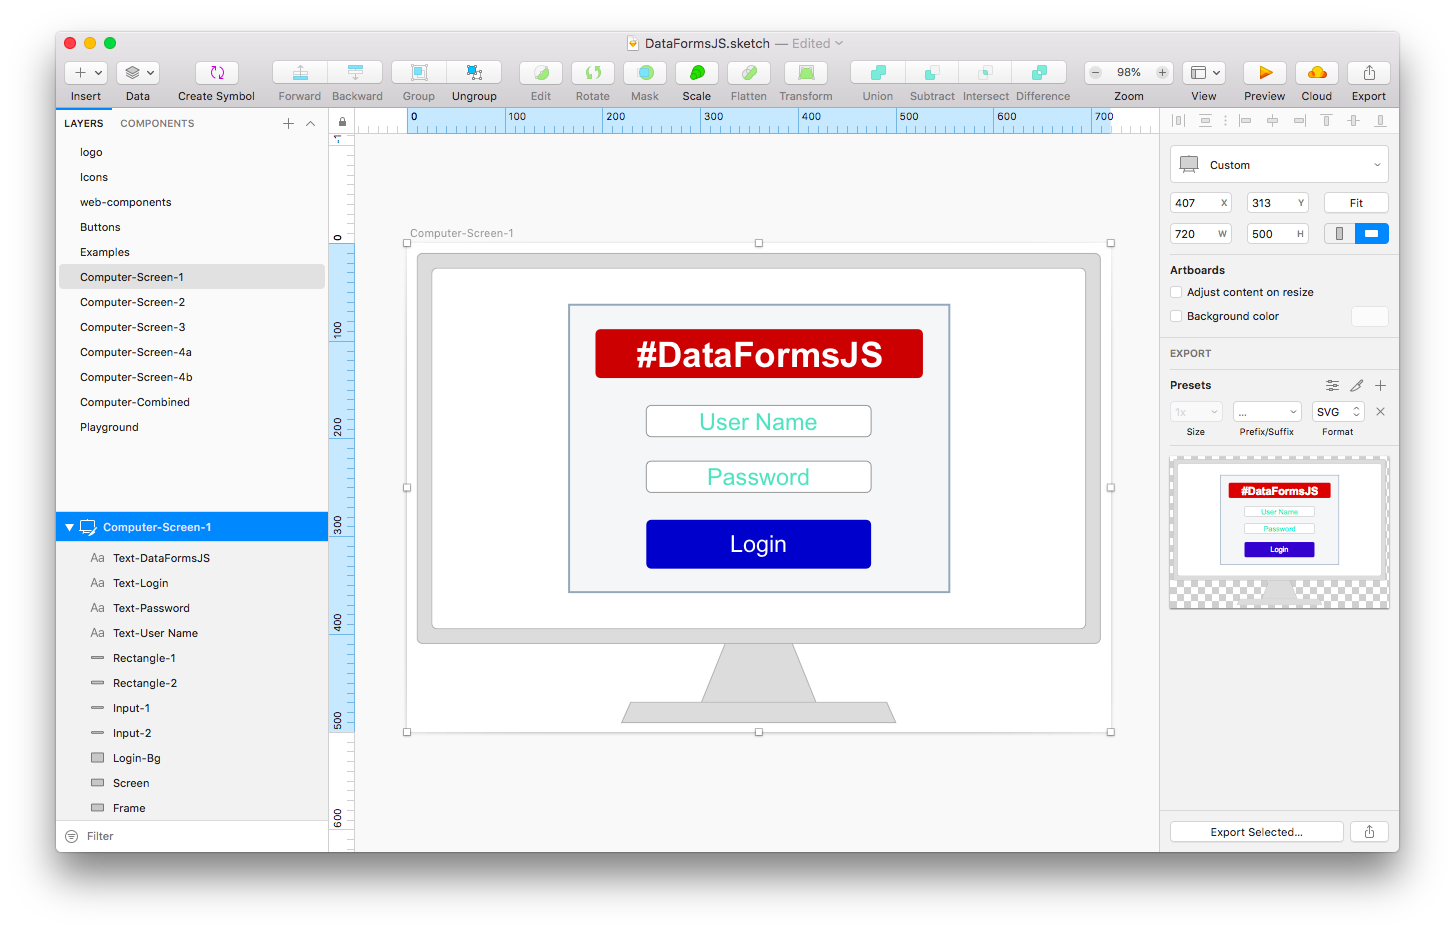 DataFormsJS.sketch — Edited
Insert
Data
Create Symbol
Forward
Backward
Group
Ungroup
Edit
Rotate
Mask
Scale
Flatten
Transform
Union
Subtract
Intersect
Difference
98%
Zoom
View
Preview
Cloud
Export
LAYERS COMPONENTS
logo
Icons
web-components
Buttons
Examples
Computer-Screen-1
Computer-Screen-2
Computer-Screen-3
Computer-Screen-4a
Computer-Screen-4b
Computer-Combined
Playground
Computer-Screen-1
Aa Text-DataFormsJS
Aa Text-Login
Aa Text-Password
Aa Text-User Name
Rectangle-1
Rectangle-2
Input-1
Input-2
Login-Bg
Screen
Frame
Filter
0 100 200 300 400 500 600 700
0
100
200
300
400
500
600
Computer-Screen-1
#DataFormsJS
User Name
Password
Login
Custom
407 X 313 Y Fit
720 W 500 H
Artboards
Adjust content on resize
Background color
EXPORT
Presets
1x ... SVG
Size Prefix/Suffix Format
#DataFormsJS
User Name
Password
Login
Export Selected...